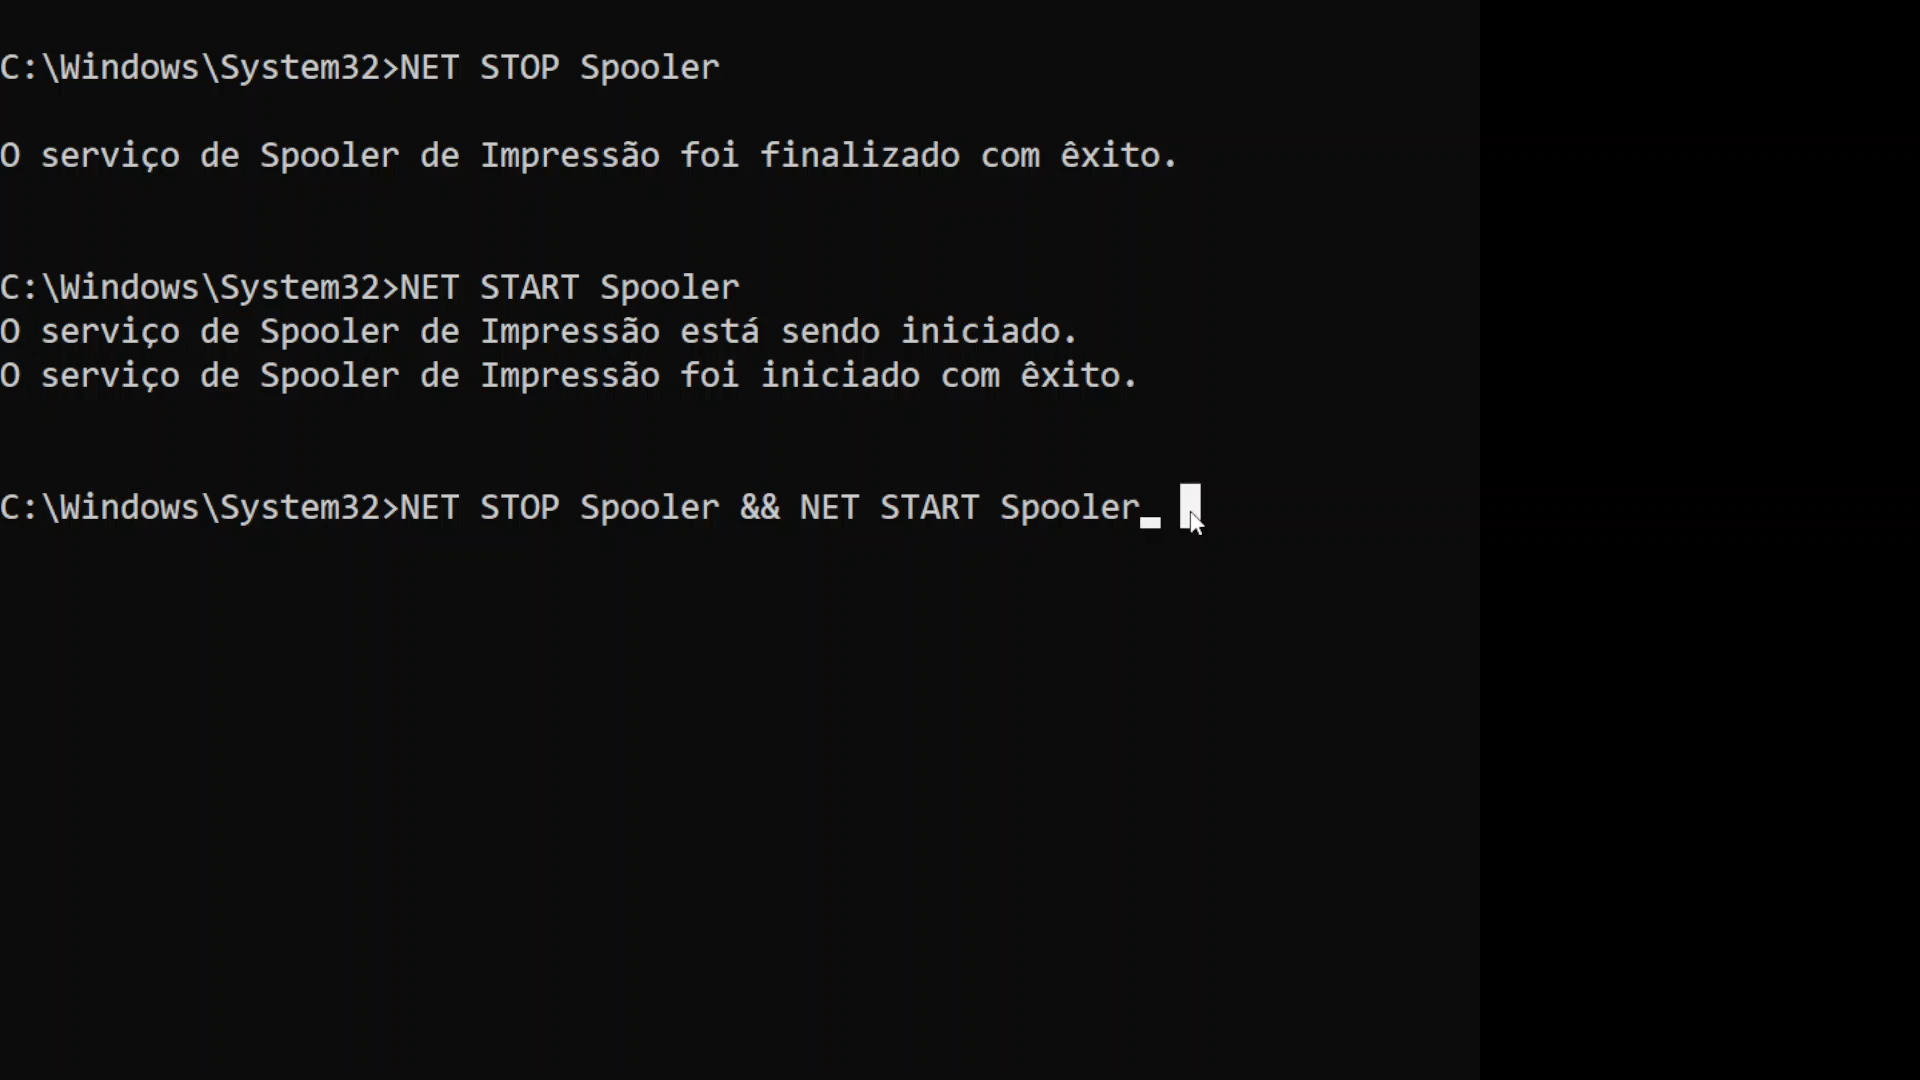 C:\Windows\System32>NET STOP Spooler
O serviço de Spooler de Impressão foi finalizado com êxito.
C:\Windows\System32>NET START Spooler
O serviço de Spooler de Impressão está sendo iniciado.
O serviço de Spooler de Impressão foi iniciado com êxito.
C:\Windows\System32>NET STOP Spooler && NET START Spooler